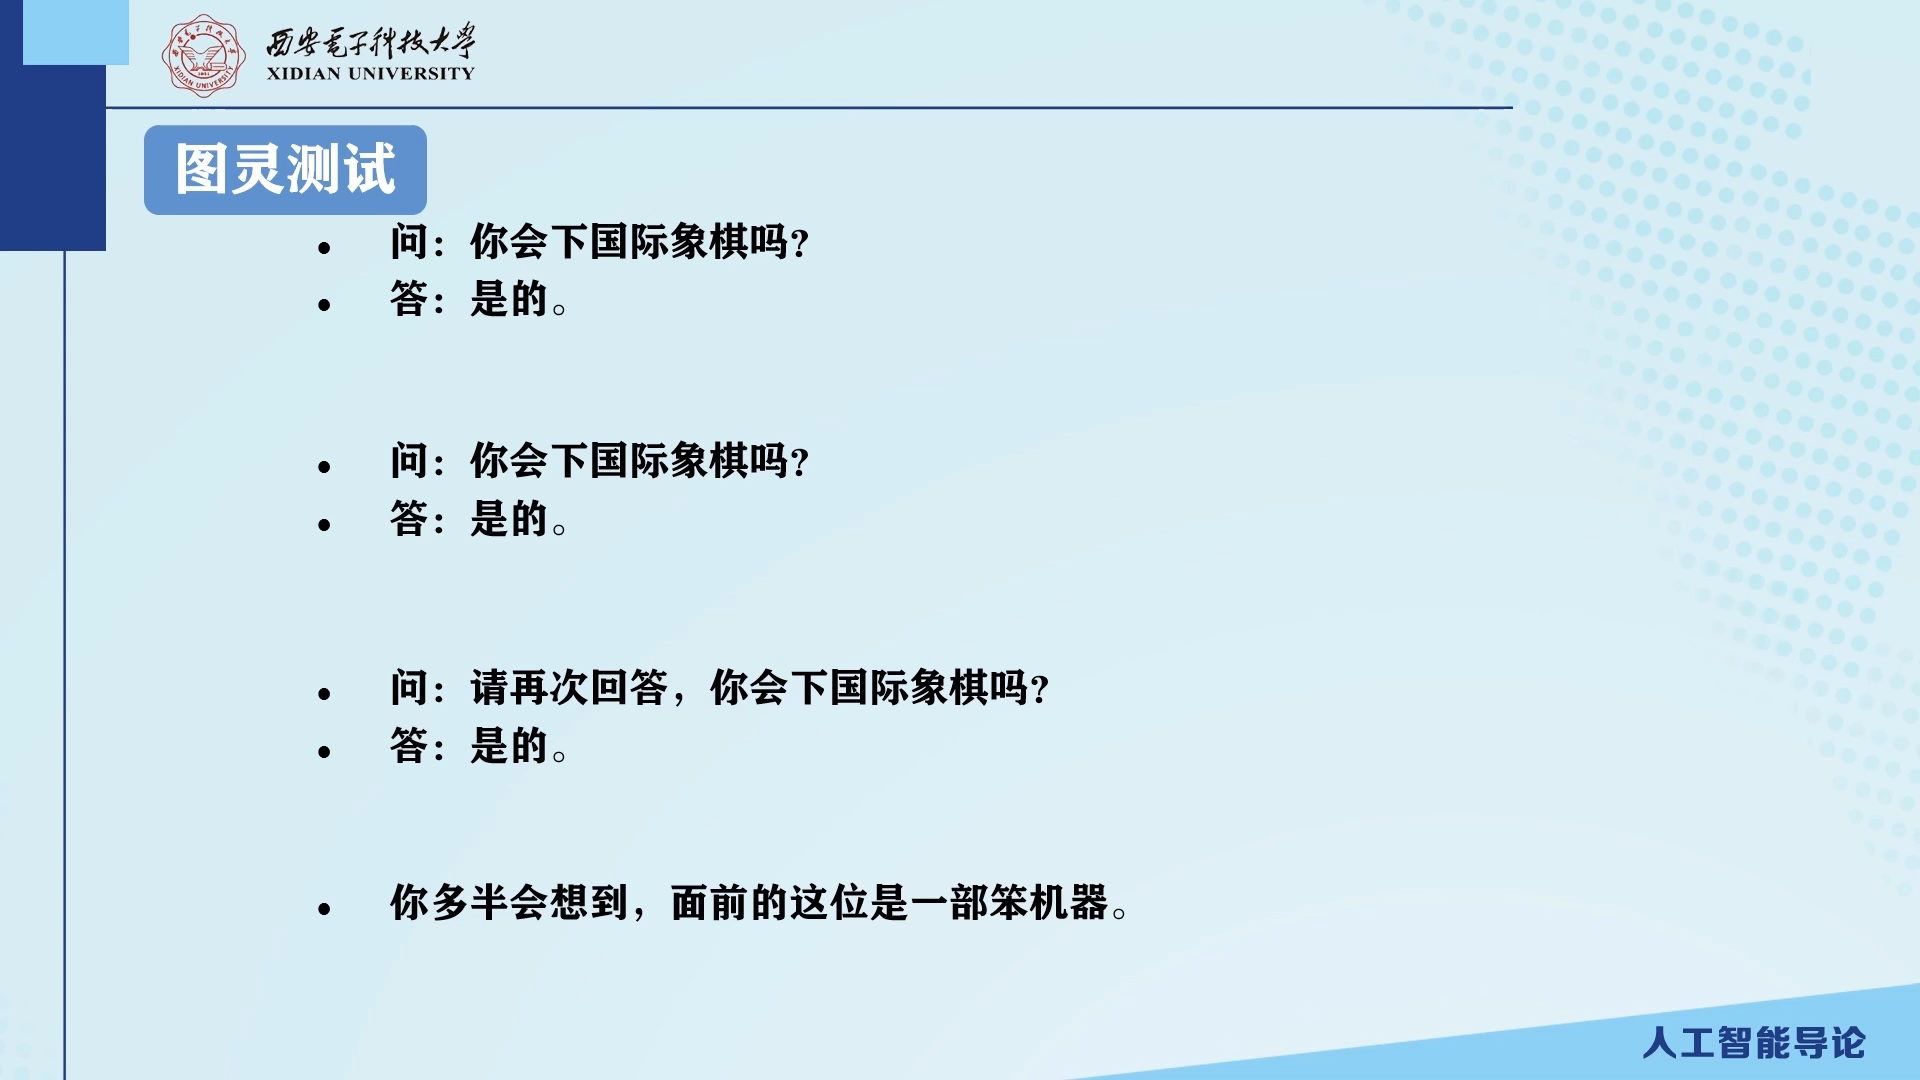 西安电子科技大学
XIDIAN UNIVERSITY
图灵测试
• 问：你会下国际象棋吗？
• 答：是的。
• 问：你会下国际象棋吗？
• 答：是的。
• 问：请再次回答，你会下国际象棋吗？
• 答：是的。
• 你多半会想到，面前的这位是一部笨机器。
人工智能导论